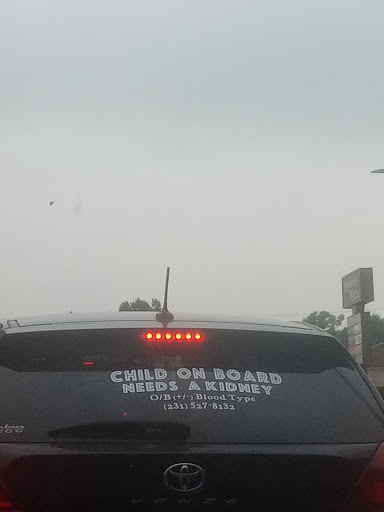 CHILD ON BOARD
NEEDS A KIDNEY
O/B (+/-) Blood Type
(231) 527-8132
VENZA